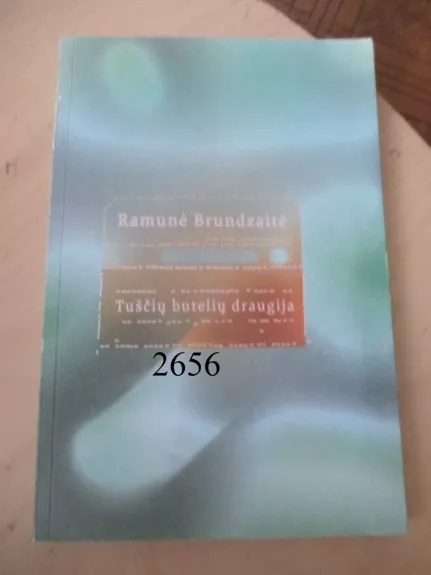 Ramunė Brundzaitė
Tuščių butelių draugija
2656